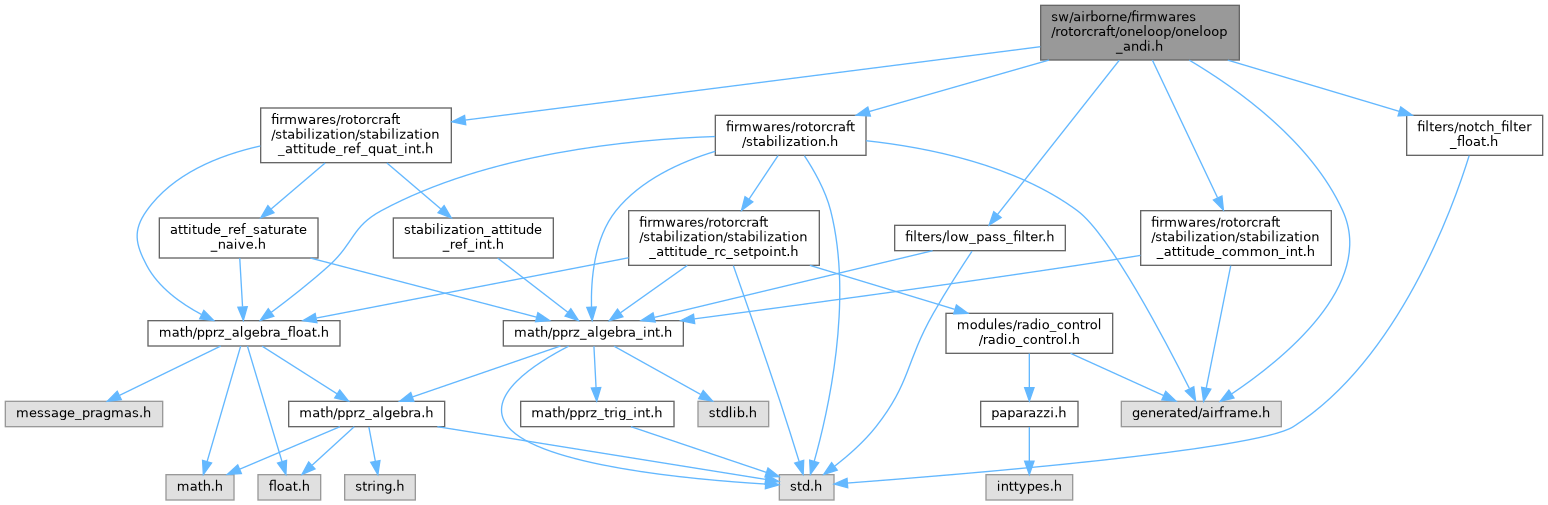 sw/airborne/firmwares
/rotorcraft/oneloop/oneloop
_andi.h
firmwares/rotorcraft
/stabilization/stabilization
_attitude_ref_quat_int.h
firmwares/rotorcraft
/stabilization.h
filters/notch_filter
_float.h
attitude_ref_saturate
_naive.h
stabilization_attitude
_ref_int.h
firmwares/rotorcraft
/stabilization/stabilization
_attitude_rc_setpoint.h
filters/low_pass_filter.h
firmwares/rotorcraft
/stabilization/stabilization
_attitude_common_int.h
math/pprz_algebra_float.h
math/pprz_algebra_int.h
modules/radio_control
/radio_control.h
message_pragmas.h
math/pprz_algebra.h
math/pprz_trig_int.h
stdlib.h
paparazzi.h
generated/airframe.h
math.h
float.h
string.h
std.h
inttypes.h